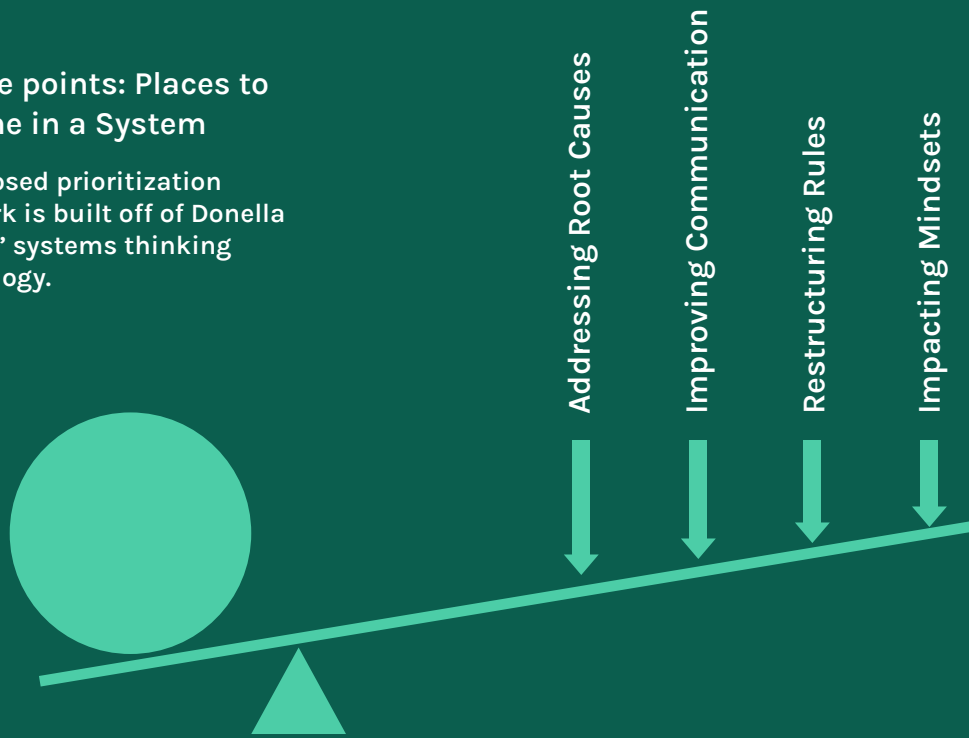 e points: Places to
ne in a System
osed prioritization
rk is built off of Donella
’ systems thinking
ogy.
Addressing Root Causes
Improving Communication
Restructuring Rules
Impacting Mindsets